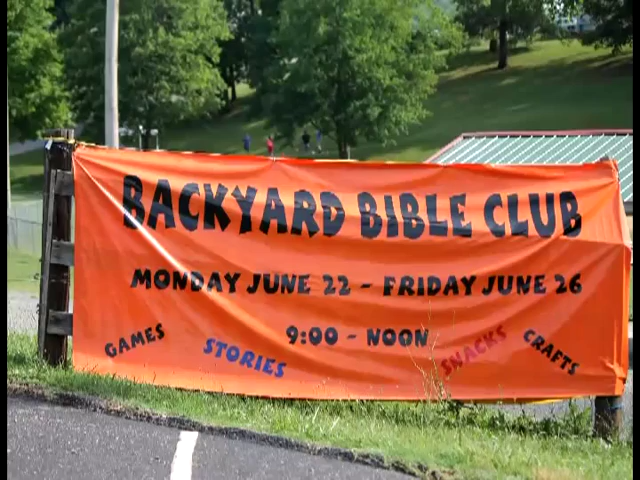 BACKYARD BIBLE CLUB
MONDAY JUNE 22 - FRIDAY JUNE 26
9:00 - NOON
GAMES STORIES SNACKS CRAFTS